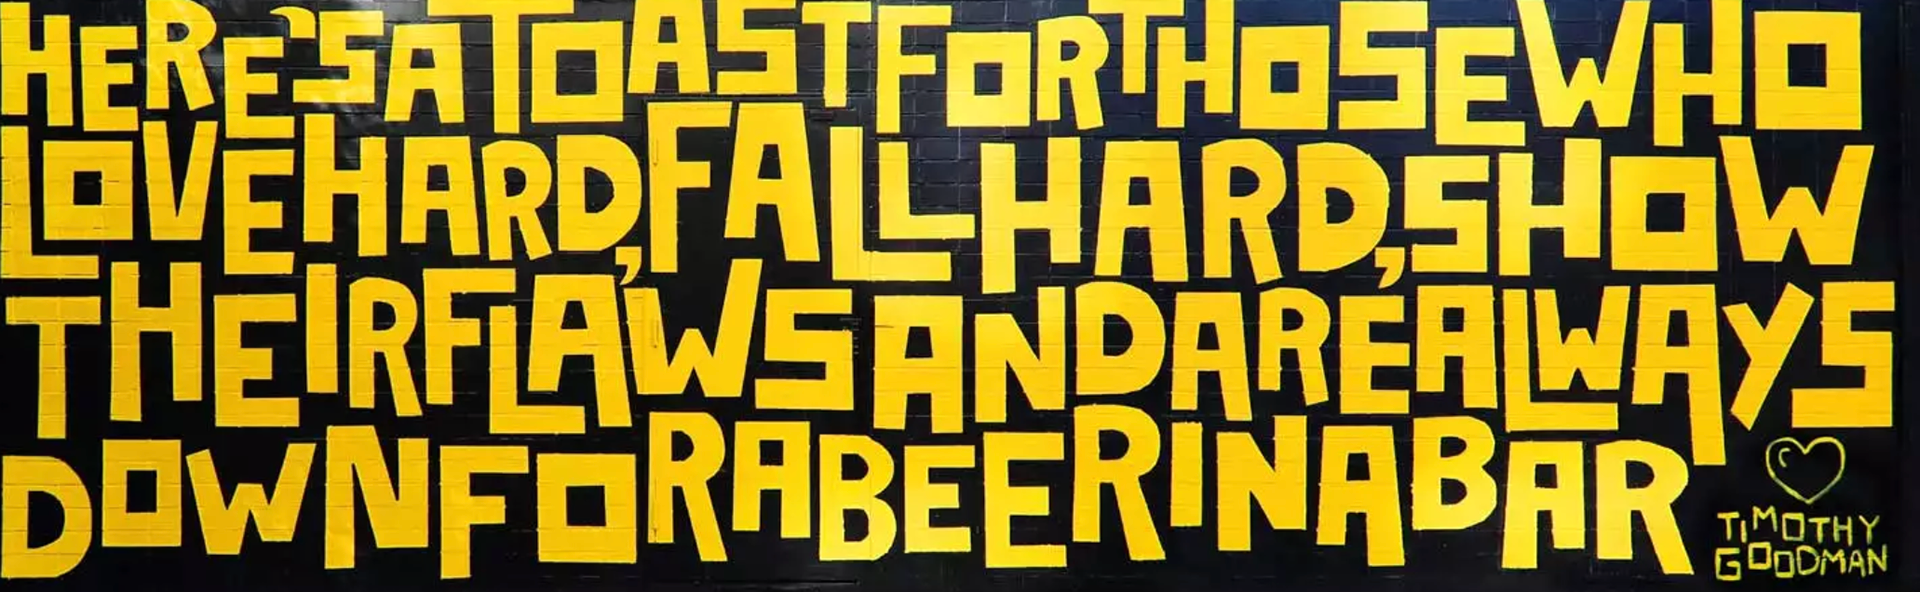 HERE'S A TOAST FOR THOSE WHO
LOVE HARD, FALL HARD, SHOW
THEIR FLAWS AND ARE ALWAYS
DOWN FOR A BEER IN A BAR
TIMOTHY
GOODMAN